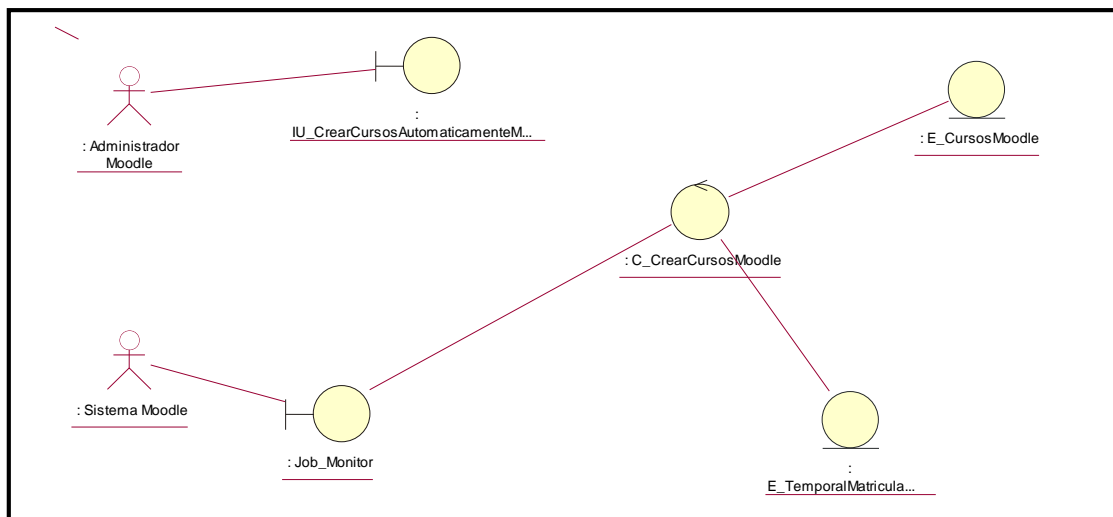 :
IU_CrearCursosAutomaticamenteM...
: Administrador
Moodle
: E_CursosMoodle
: C_CrearCursosMoodle
: Sistema Moodle
: Job_Monitor
:
E_TemporalMatricula...